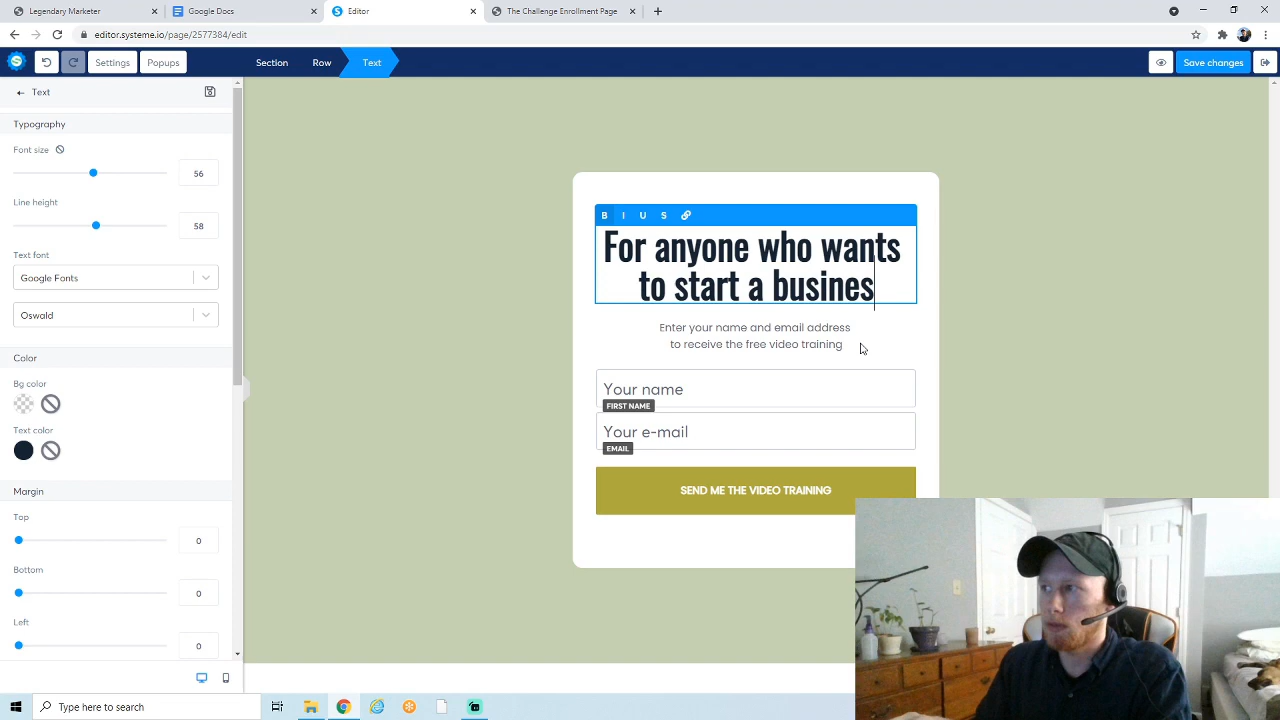 Legendary Marketer
Google Docs
Editor
The Challenge Enrollment Page
editor.systeme.io/page/2577384/edit
Settings
Popups
Section
Row
Text
Save changes
Text
Typography
Font size
56
Line height
58
Text font
Google Fonts
Oswald
Color
Bg color
Text color
Margin
Top
0
Bottom
0
Left
0
B I U S
For anyone who wants
to start a busines
Enter your name and email address
to receive the free video training
Your name
FIRST NAME
Your e-mail
EMAIL
SEND ME THE VIDEO TRAINING
Type here to search